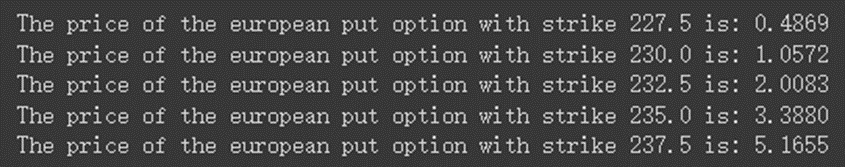 The price of the european put option with strike 227.5 is: 0.4869
The price of the european put option with strike 230.0 is: 1.0572
The price of the european put option with strike 232.5 is: 2.0083
The price of the european put option with strike 235.0 is: 3.3880
The price of the european put option with strike 237.5 is: 5.1655